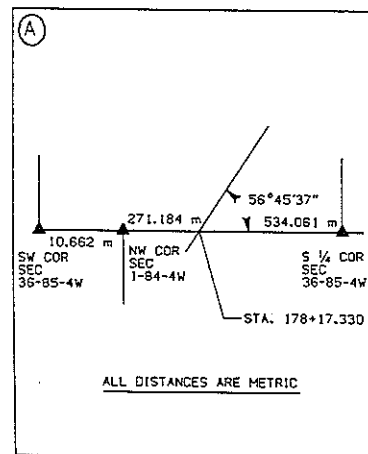 A
271.184 m
56°45'37"
534.061 m
10.662 m
SW COR
SEC
36-85-4W
NW COR
SEC
1-84-4W
S ¼ COR
SEC
36-85-4W
STA. 178+17.330
ALL DISTANCES ARE METRIC